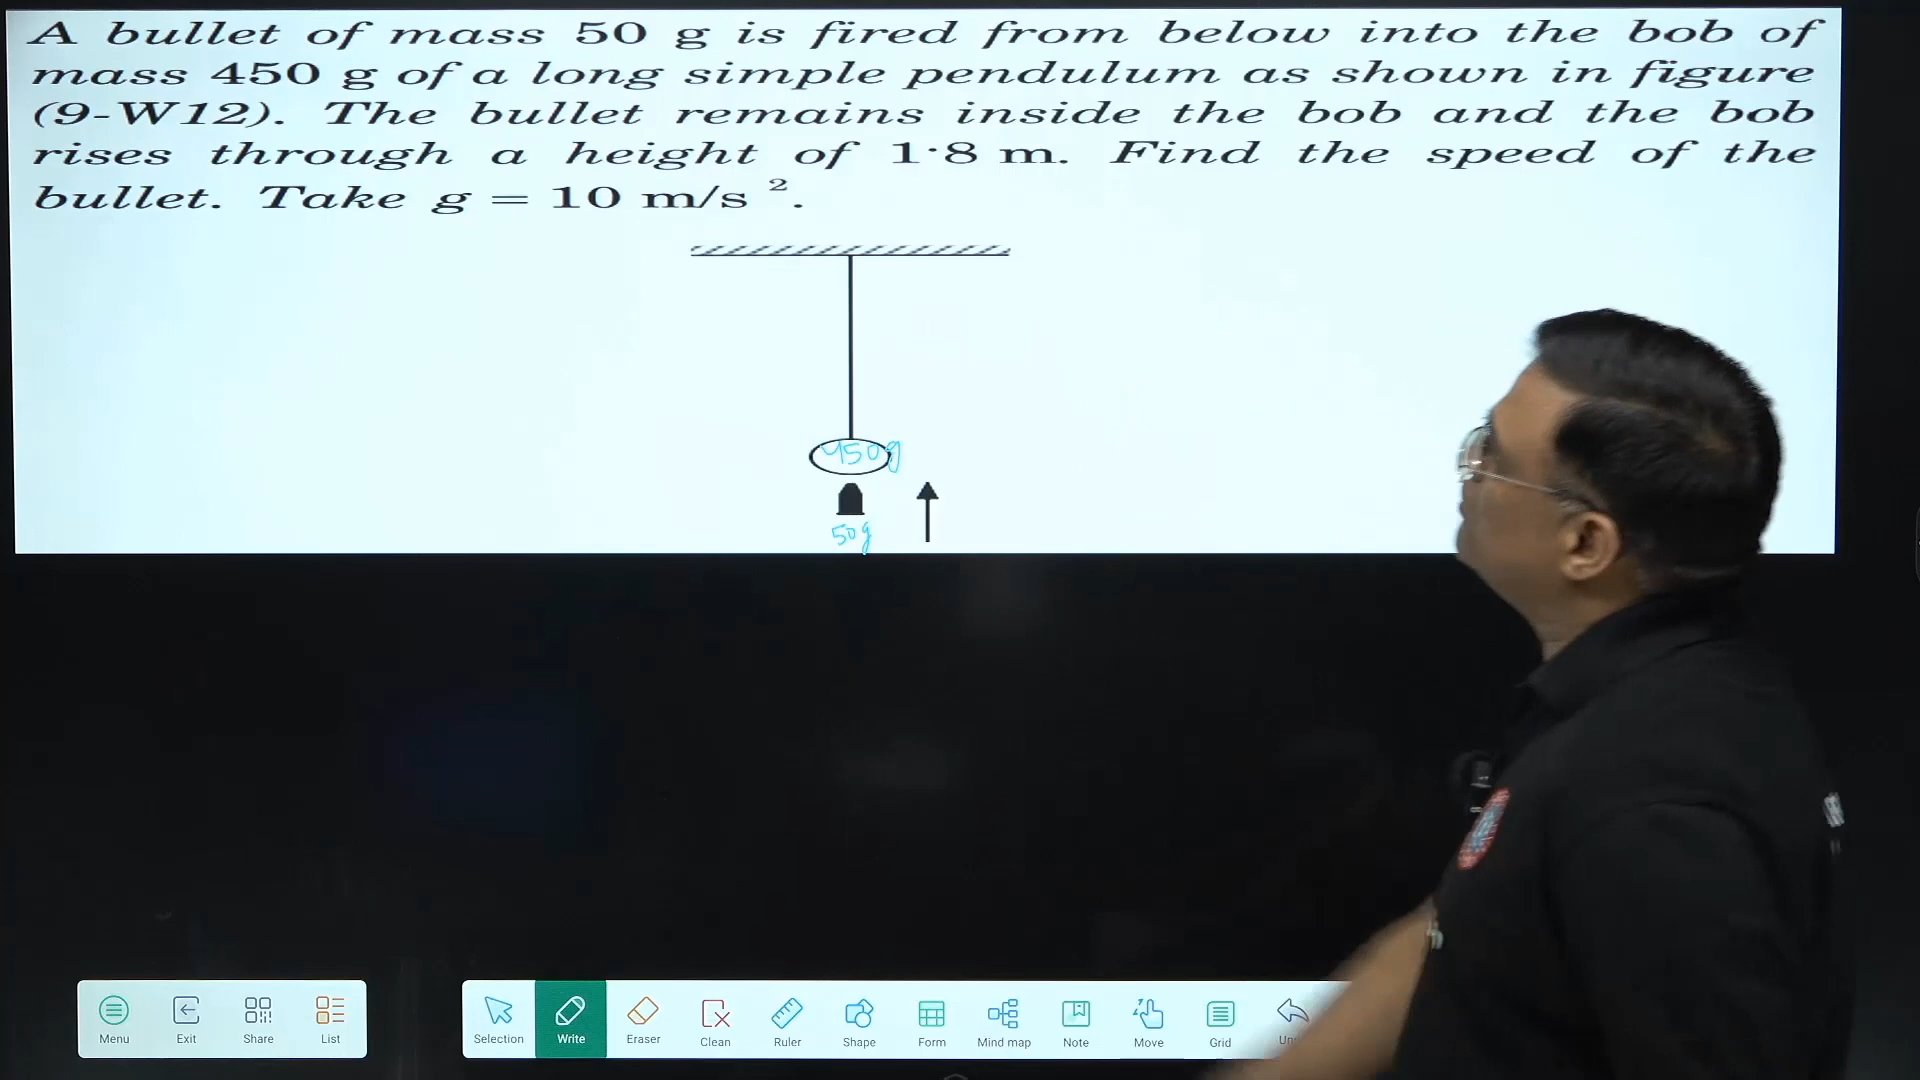 A bullet of mass 50 g is fired from below into the bob of
mass 450 g of a long simple pendulum as shown in figure
(9-W12). The bullet remains inside the bob and the bob
rises through a height of 1·8 m. Find the speed of the
bullet. Take g = 10 m/s ².
450g
50g
Menu Exit Share List Selection Write Eraser Clean Ruler Shape Form Mind map Note Move Grid